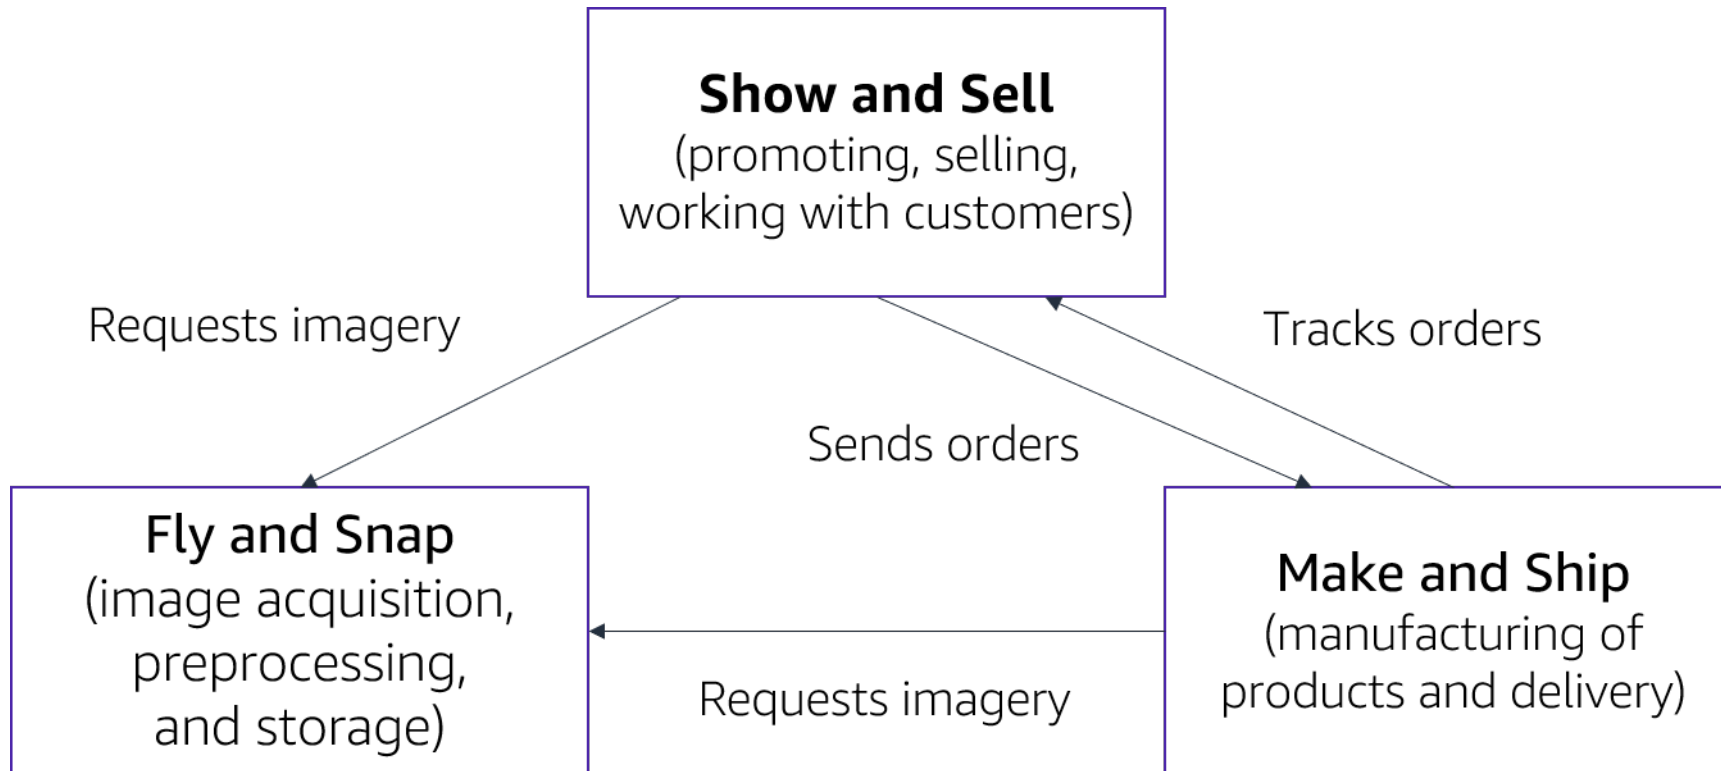 Show and Sell
(promoting, selling,
working with customers)
Requests imagery
Tracks orders
Sends orders
Fly and Snap
(image acquisition,
preprocessing,
and storage)
Make and Ship
(manufacturing of
products and delivery)
Requests imagery